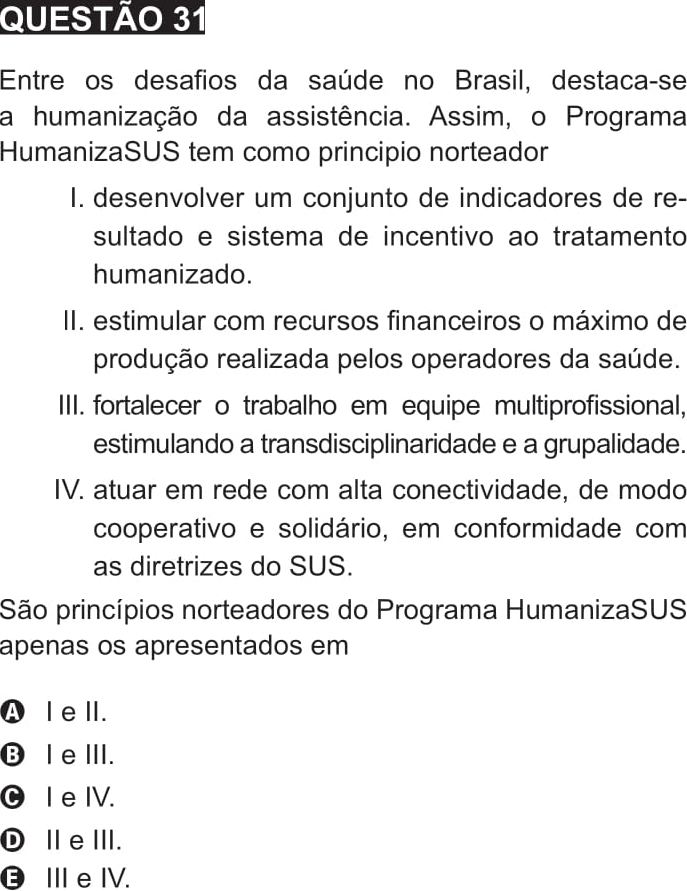 QUESTÃO 31
Entre os desafios da saúde no Brasil, destaca-se
a humanização da assistência. Assim, o Programa
HumanizaSUS tem como principio norteador
I. desenvolver um conjunto de indicadores de re-
sultado e sistema de incentivo ao tratamento
humanizado.
II. estimular com recursos financeiros o máximo de
produção realizada pelos operadores da saúde.
III. fortalecer o trabalho em equipe multiprofissional,
estimulando a transdisciplinaridade e a grupalidade.
IV. atuar em rede com alta conectividade, de modo
cooperativo e solidário, em conformidade com
as diretrizes do SUS.
São princípios norteadores do Programa HumanizaSUS
apenas os apresentados em
A I e II.
B I e III.
C I e IV.
D II e III.
E III e IV.